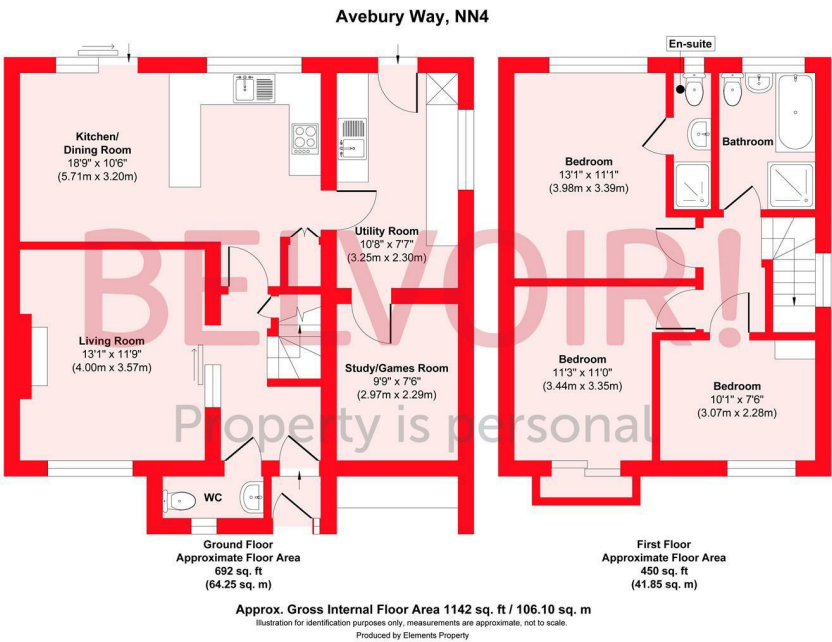 Avebury Way, NN4
En-suite
Kitchen/
Dining Room
18'9" x 10'6"
(5.71m x 3.20m)
Utility Room
10'8" x 7'7"
(3.25m x 2.30m)
Living Room
13'1" x 11'9"
(4.00m x 3.57m)
Study/Games Room
9'9" x 7'6"
(2.97m x 2.29m)
WC
Bedroom
13'1" x 11'1"
(3.98m x 3.39m)
Bathroom
Bedroom
11'3" x 11'0"
(3.44m x 3.35m)
Bedroom
10'1" x 7'6"
(3.07m x 2.28m)
BELVOIR!
Property is personal
Ground Floor
Approximate Floor Area
692 sq. ft
(64.25 sq. m)
First Floor
Approximate Floor Area
450 sq. ft
(41.85 sq. m)
Approx. Gross Internal Floor Area 1142 sq. ft / 106.10 sq. m
Illustration for identification purposes only, measurements are approximate, not to scale.
Produced by Elements Property